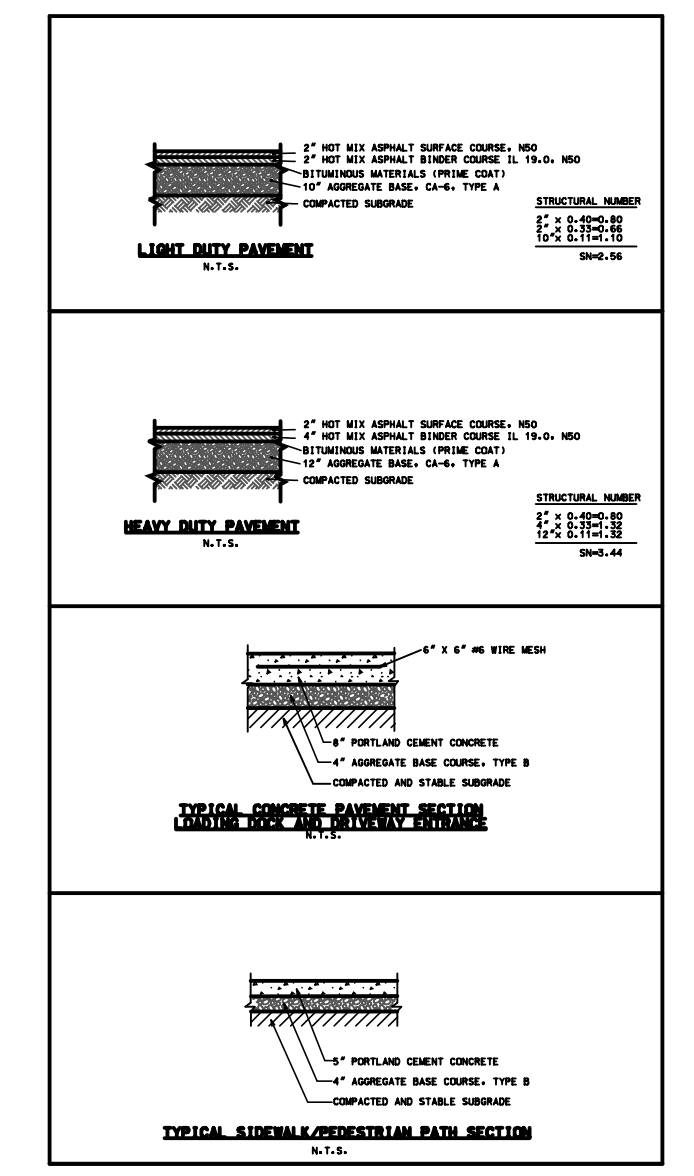 2" HOT MIX ASPHALT SURFACE COURSE, N50
2" HOT MIX ASPHALT BINDER COURSE IL 19.0, N50
BITUMINOUS MATERIALS (PRIME COAT)
10" AGGREGATE BASE, CA-6, TYPE A
COMPACTED SUBGRADE
STRUCTURAL NUMBER
2" x 0.40=0.80
2" x 0.33=0.66
10"x 0.11=1.10
SN=2.56
LIGHT DUTY PAVEMENT
N.T.S.
2" HOT MIX ASPHALT SURFACE COURSE, N50
4" HOT MIX ASPHALT BINDER COURSE IL 19.0, N50
BITUMINOUS MATERIALS (PRIME COAT)
12" AGGREGATE BASE, CA-6, TYPE A
COMPACTED SUBGRADE
STRUCTURAL NUMBER
2" x 0.40=0.80
4" x 0.33=1.32
12"x 0.11=1.32
SN=3.44
HEAVY DUTY PAVEMENT
N.T.S.
6" X 6" #6 WIRE MESH
8" PORTLAND CEMENT CONCRETE
4" AGGREGATE BASE COURSE, TYPE B
COMPACTED AND STABLE SUBGRADE
TYPICAL CONCRETE PAVEMENT SECTION
LOADING DOCK AND DRIVEWAY ENTRANCE
N.T.S.
5" PORTLAND CEMENT CONCRETE
4" AGGREGATE BASE COURSE, TYPE B
COMPACTED AND STABLE SUBGRADE
TYPICAL SIDEWALK/PEDESTRIAN PATH SECTION
N.T.S.